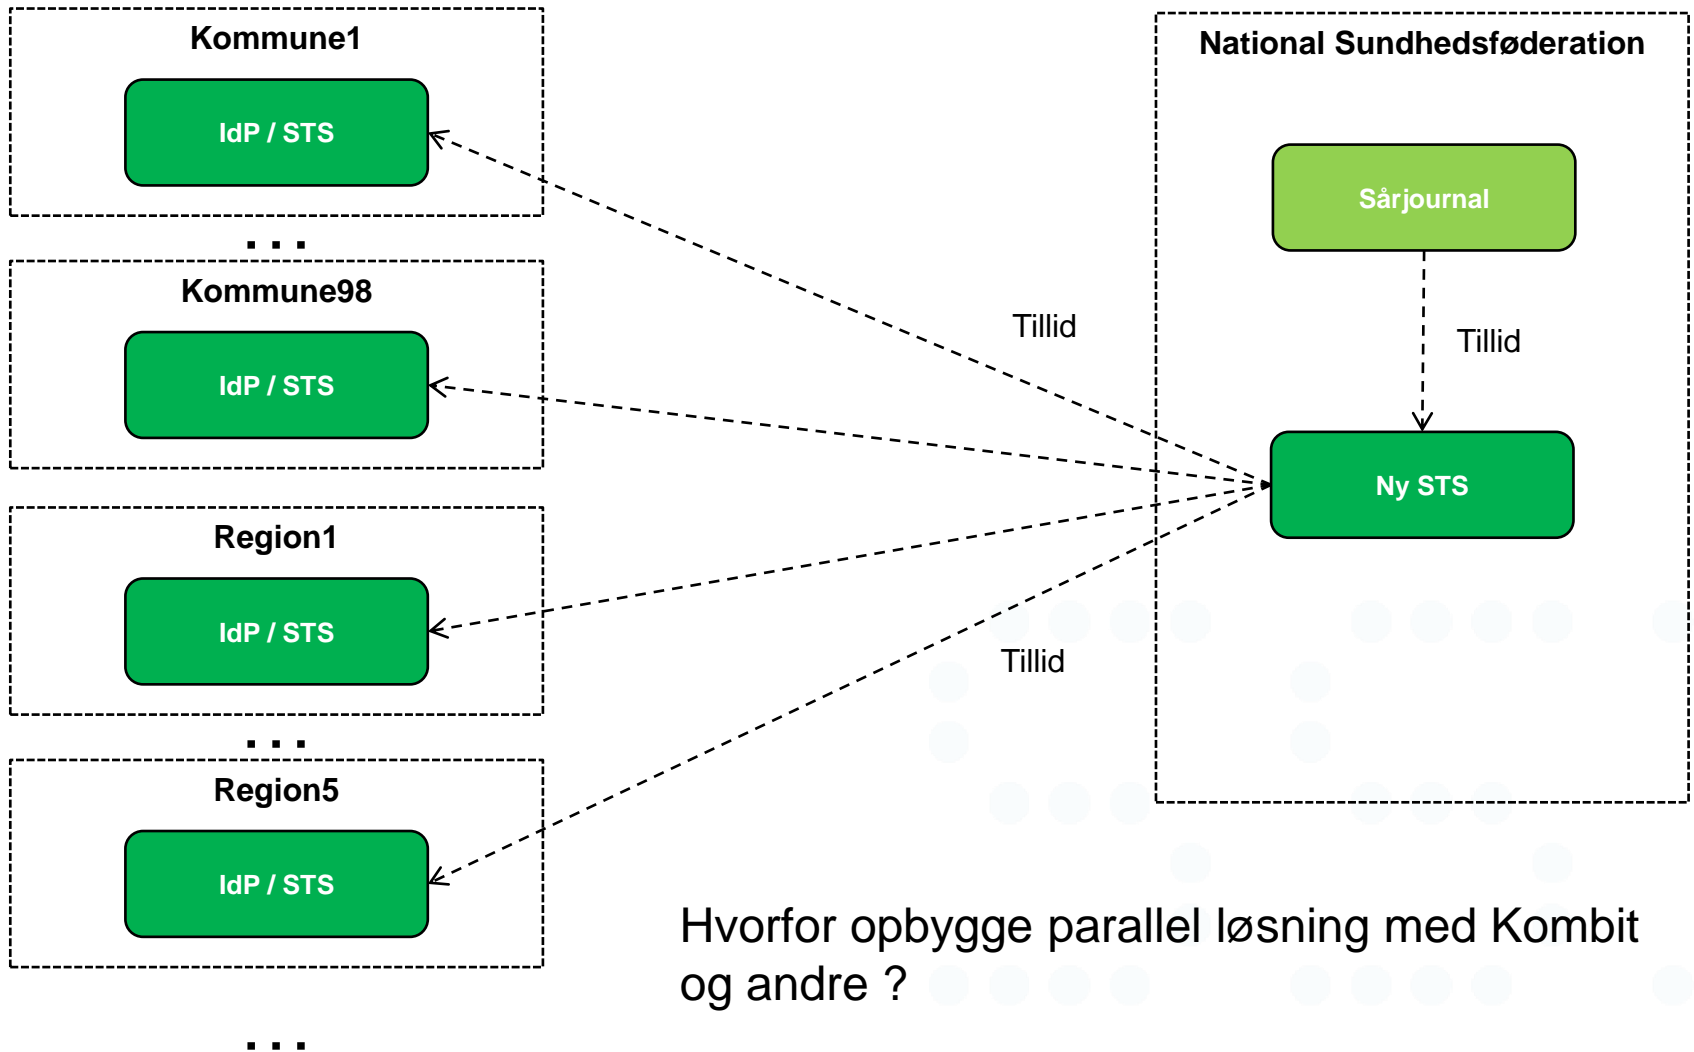 Kommune1
IdP / STS
. . .
Kommune98
IdP / STS
Region1
IdP / STS
. . .
Region5
IdP / STS
. . .
National Sundhedsføderation
Sårjournal
Tillid
Ny STS
Tillid
Tillid
Hvorfor opbygge parallel løsning med Kombit
og andre ?